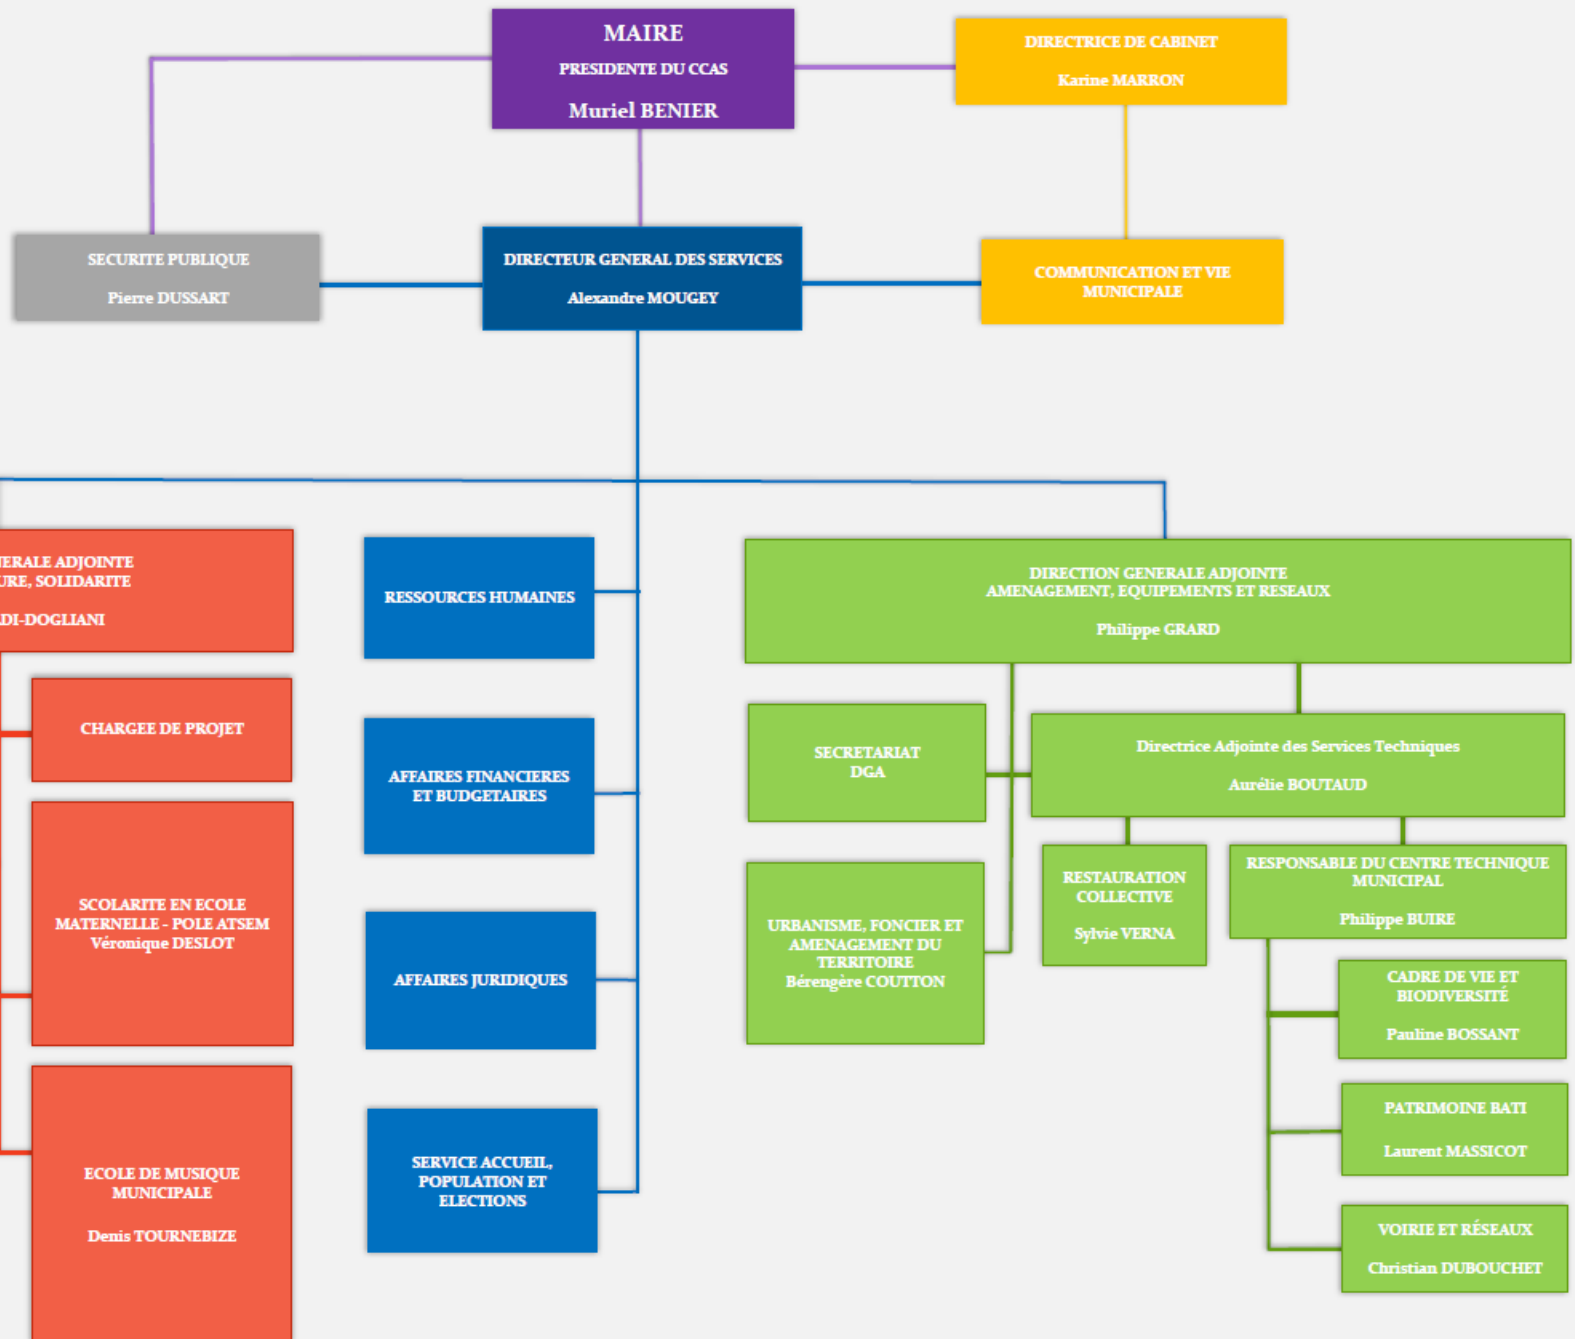 MAIRE
PRESIDENTE DU CCAS
Muriel BENIER
DIRECTRICE DE CABINET
Karine MARRON
SECURITE PUBLIQUE
Pierre DUSSART
DIRECTEUR GENERAL DES SERVICES
Alexandre MOUGEY
COMMUNICATION ET VIE
MUNICIPALE
ADJOINTE
SOLIDARITE
DI-DOGLIANI
CHARGEE DE PROJET
SCOLARITE EN ECOLE
MATERNELLE - POLE ATSEM
Véronique DESLOT
ECOLE DE MUSIQUE
MUNICIPALE
Denis TOURNEBIZE
RESSOURCES HUMAINES
AFFAIRES FINANCIERES
ET BUDGETAIRES
AFFAIRES JURIDIQUES
SERVICE ACCUEIL,
POPULATION ET
ELECTIONS
DIRECTION GENERALE ADJOINTE
AMENAGEMENT, EQUIPEMENTS ET RESEAUX
Philippe GRARD
SECRETARIAT
DGA
Directrice Adjointe des Services Techniques
Aurélie BOUTAUD
URBANISME, FONCIER ET
AMENAGEMENT DU
TERRITOIRE
Bérengère COUTTON
RESTAURATION
COLLECTIVE
Sylvie VERNA
RESPONSABLE DU CENTRE TECHNIQUE
MUNICIPAL
Philippe BUIRE
CADRE DE VIE ET
BIODIVERSITÉ
Pauline BOSSANT
PATRIMOINE BATI
Laurent MASSICOT
VOIRIE ET RÉSEAUX
Christian DUBOUCHET